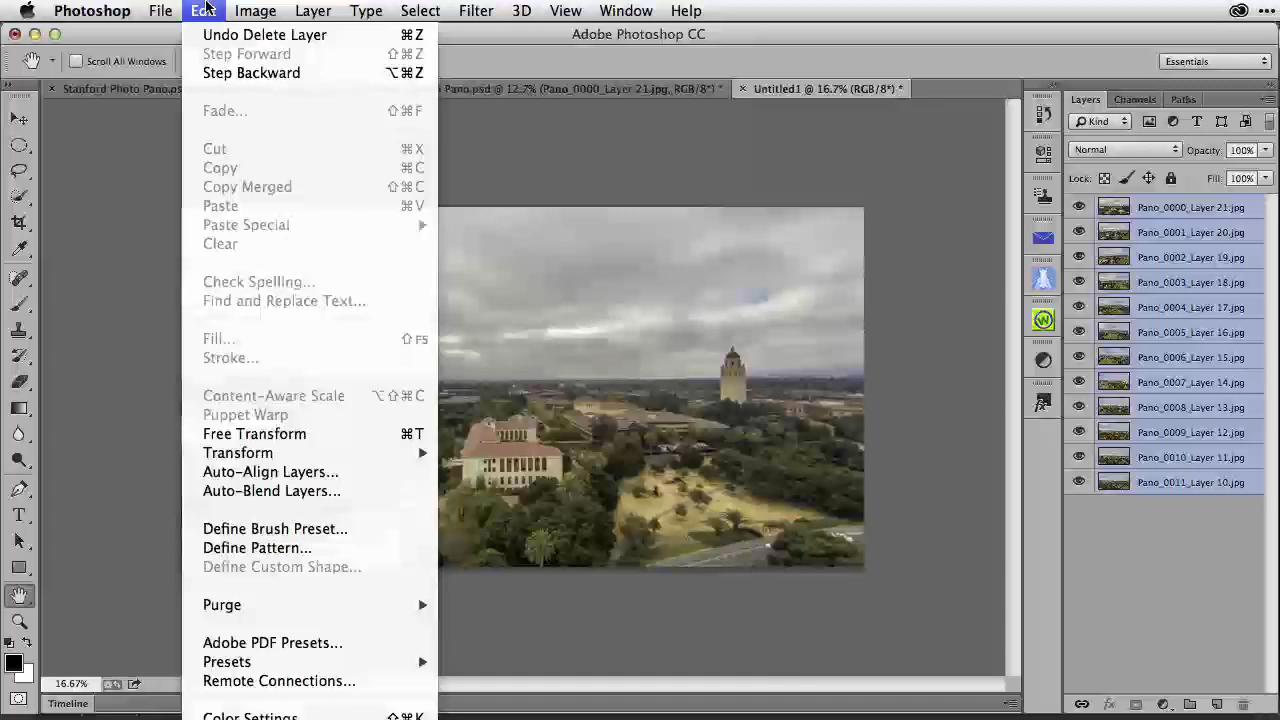 Photoshop File Edit Image Layer Type Select Filter 3D View Window Help
Adobe Photoshop CC
Scroll All Windows
Essentials
Stanford Photo Pano.ps
Pano.psd @ 12.7% (Pano_0000_Layer 21.jpg, RGB/8*) *
Untitled1 @ 16.7% (RGB/8*) *
Undo Delete Layer ⌘Z
Step Forward ⇧⌘Z
Step Backward ⌥⌘Z
Fade... ⇧⌘F
Cut ⌘X
Copy ⌘C
Copy Merged ⇧⌘C
Paste ⌘V
Paste Special
Clear
Check Spelling...
Find and Replace Text...
Fill... ⇧F5
Stroke...
Content-Aware Scale ⌥⇧⌘C
Puppet Warp
Free Transform ⌘T
Transform
Auto-Align Layers...
Auto-Blend Layers...
Define Brush Preset...
Define Pattern...
Define Custom Shape...
Purge
Adobe PDF Presets...
Presets
Remote Connections...
Color Settings... ⇧⌘K
Layers Channels Paths
Kind
Normal Opacity: 100%
Lock: Fill: 100%
Pano_0000_Layer 21.jpg
Pano_0001_Layer 20.jpg
Pano_0002_Layer 19.jpg
Pano_0003_Layer 18.jpg
Pano_0004_Layer 17.jpg
Pano_0005_Layer 16.jpg
Pano_0006_Layer 15.jpg
Pano_0007_Layer 14.jpg
Pano_0008_Layer 13.jpg
Pano_0009_Layer 12.jpg
Pano_0010_Layer 11.jpg
Pano_0011_Layer 10.jpg
16.67%
Timeline